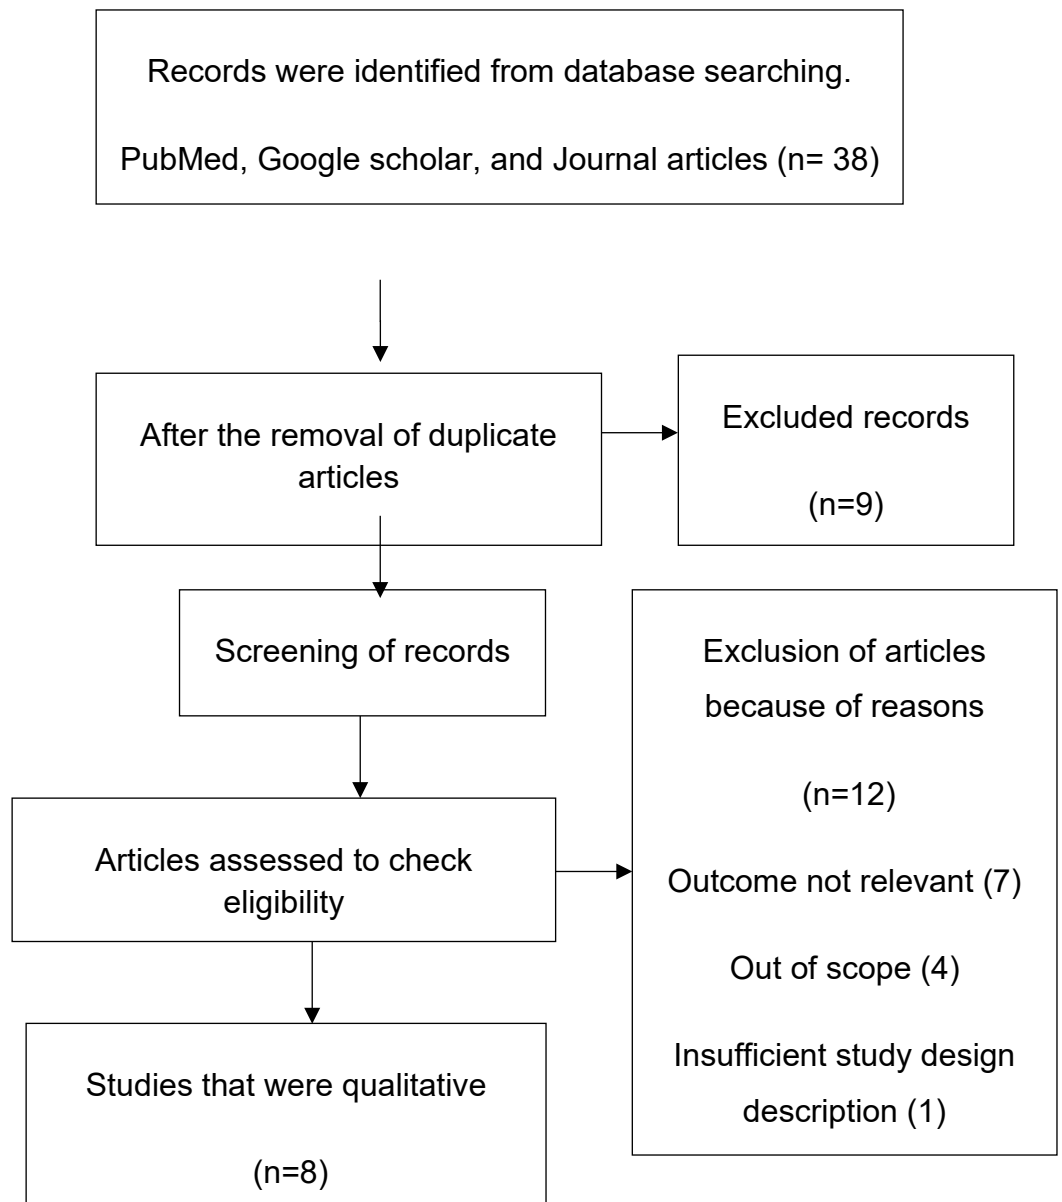 Records were identified from database searching.
PubMed, Google scholar, and Journal articles (n= 38)
After the removal of duplicate
articles
Excluded records
(n=9)
Screening of records
Exclusion of articles
because of reasons
(n=12)
Outcome not relevant (7)
Out of scope (4)
Insufficient study design
description (1)
Articles assessed to check
eligibility
Studies that were qualitative
(n=8)